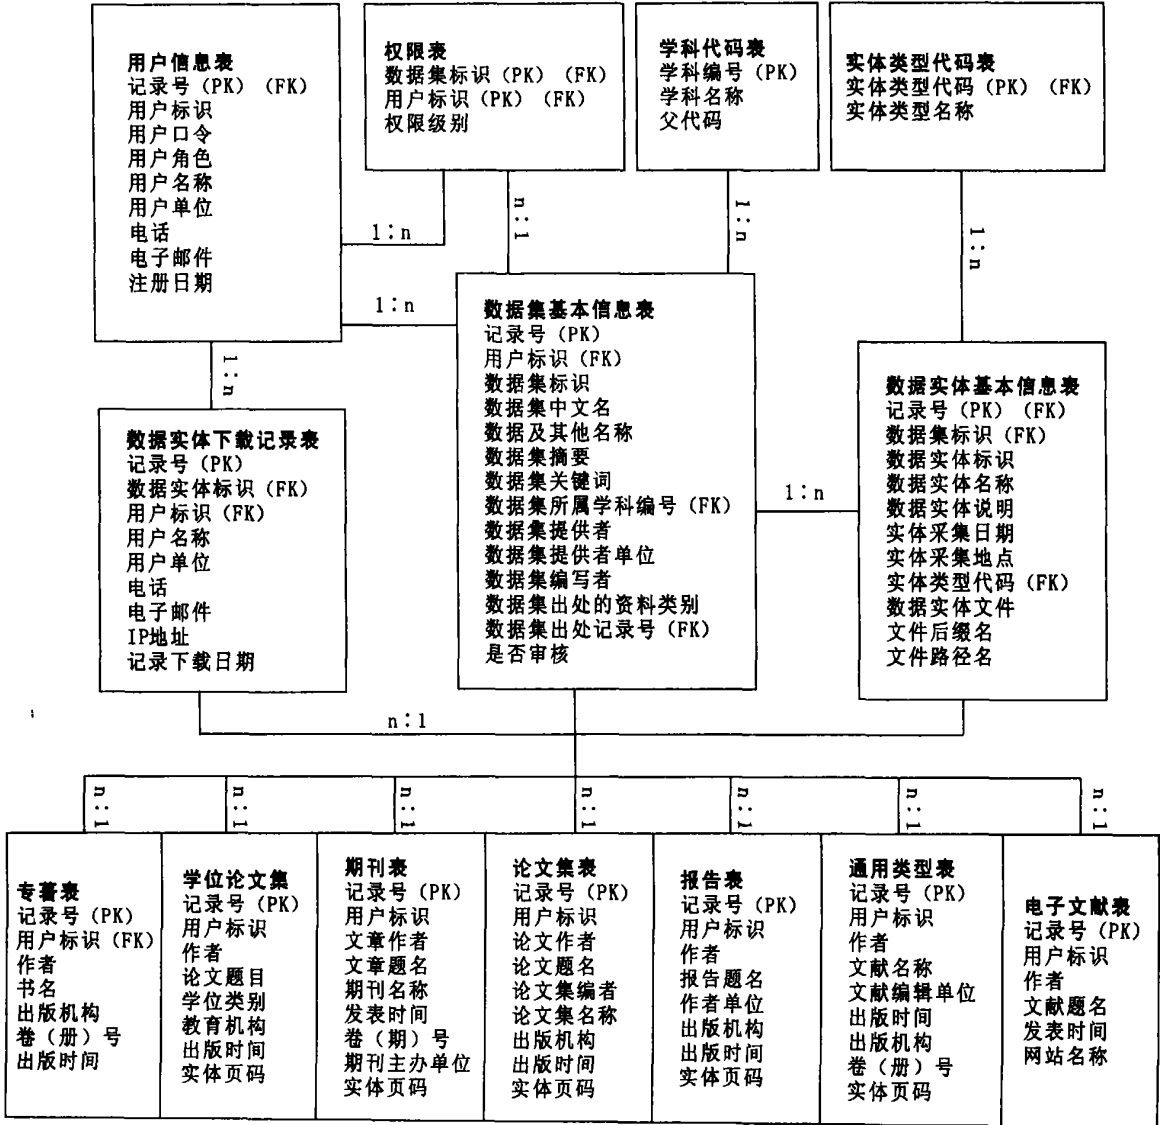 用户信息表
记录号（PK）（FK）
用户标识
用户口令
用户角色
用户名称
用户单位
电话
电子邮件
注册日期
权限表
数据集标识（PK）（FK）
用户标识（PK）（FK）
权限级别
学科代码表
学科编号（PK）
学科名称
父代码
实体类型代码表
实体类型代码（PK）（FK）
实体类型名称
1:n
n:1
1:n
1:n
1:n
1:n
数据实体下载记录表
记录号（PK）
数据实体标识（FK）
用户标识（FK）
用户名称
用户单位
电话
电子邮件
IP地址
记录下载日期
数据集基本信息表
记录号（PK）
用户标识（FK）
数据集标识
数据集中文名
数据及其他名称
数据集摘要
数据集关键词
数据集所属学科编号（FK）
数据集提供者
数据集提供者单位
数据集编写者
数据集出处的资料类别
数据集出处记录号（FK）
是否审核
1:n
数据实体基本信息表
记录号（PK）（FK）
数据集标识（FK）
数据实体标识
数据实体名称
数据实体说明
实体采集日期
实体采集地点
实体类型代码（FK）
数据实体文件
文件后缀名
文件路径名
n:1
n:1
n:1
n:1
n:1
n:1
n:1
n:1
专著表
记录号（PK）
用户标识（FK）
作者
书名
出版机构
卷（册）号
出版时间
学位论文集
记录号（PK）
用户标识
作者
论文题目
学位类别
教育机构
出版时间
实体页码
期刊表
记录号（PK）
用户标识
文章作者
文章题名
期刊名称
发表时间
卷（期）号
期刊主办单位
实体页码
论文集表
记录号（PK）
用户标识
论文作者
论文题名
论文集编者
论文集名称
出版机构
出版时间
实体页码
报告表
记录号（PK）
用户标识
作者
报告题名
作者单位
出版机构
出版时间
实体页码
通用类型表
记录号（PK）
用户标识
作者
文献名称
文献编辑单位
出版时间
出版机构
卷（册）号
实体页码
电子文献表
记录号（PK）
用户标识
作者
文献题名
发表时间
网站名称